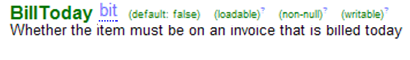 BillToday bit (default: false) (loadable)? (non-null)? (writable)?
Whether the item must be on an invoice that is billed today